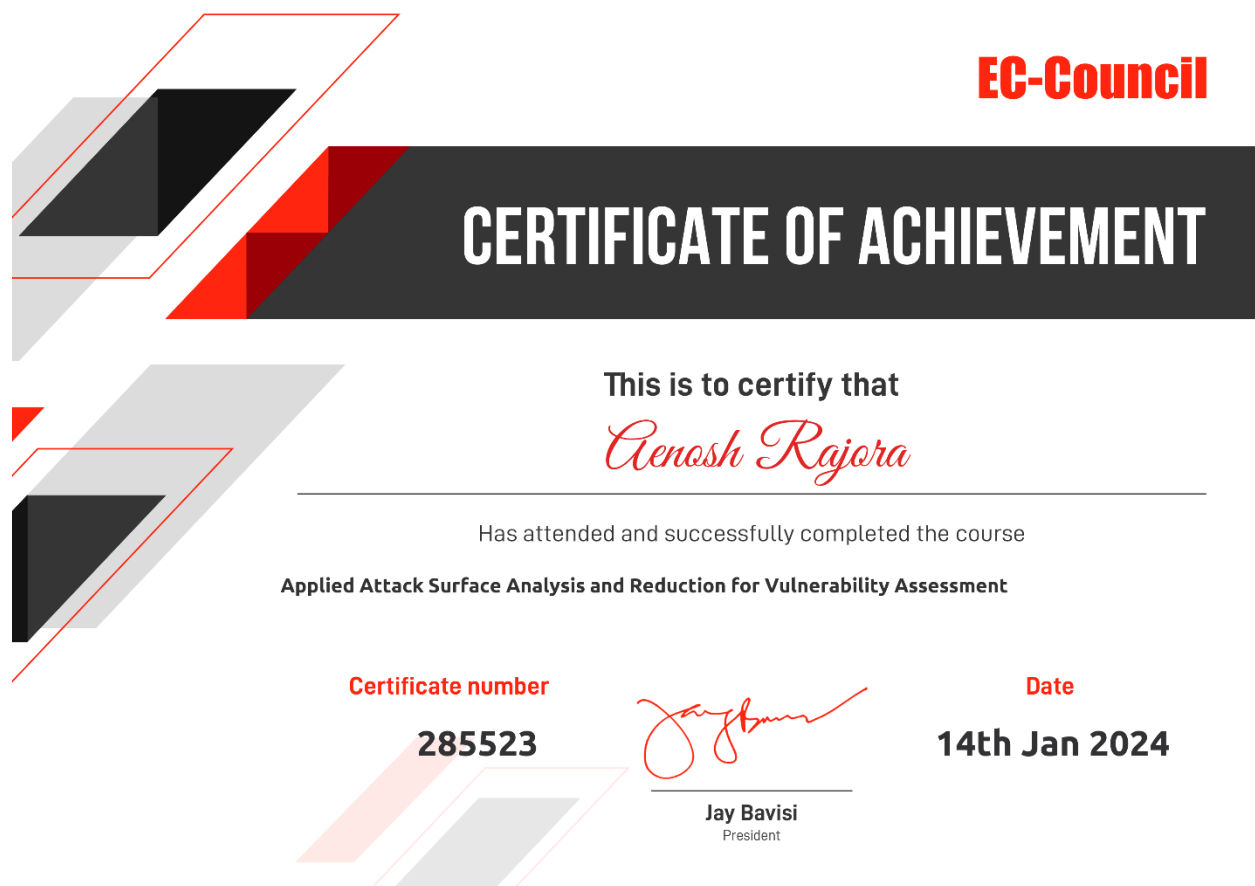 EC-Council
CERTIFICATE OF ACHIEVEMENT
This is to certify that
Aenosh Rajora
Has attended and successfully completed the course
Applied Attack Surface Analysis and Reduction for Vulnerability Assessment
Certificate number
285523
Jay Bavisi
President
Date
14th Jan 2024